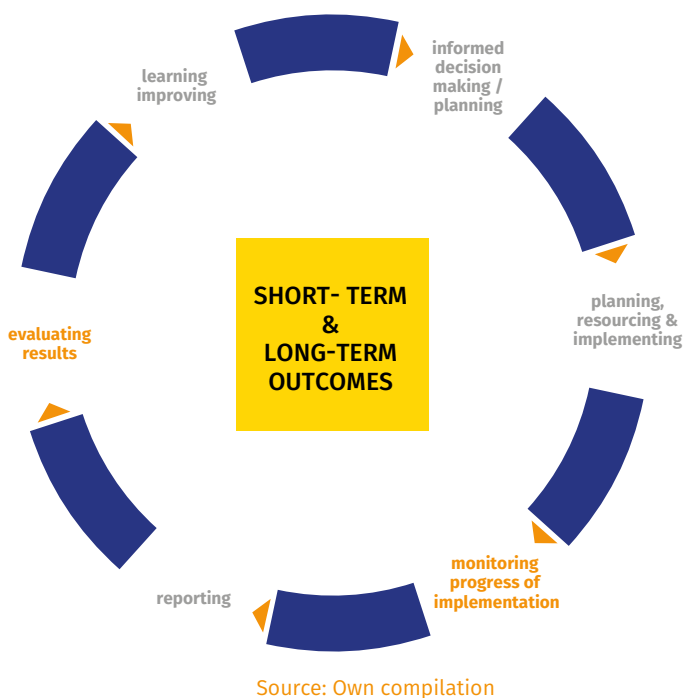 informed
decision
making /
planning
learning
improving
SHORT- TERM
&
LONG-TERM
OUTCOMES
planning,
resourcing &
implementing
evaluating
results
monitoring
progress of
implementation
reporting
Source: Own compilation